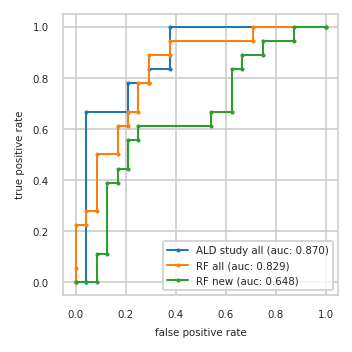 1.0
0.8
0.6
0.4
0.2
0.0
true positive rate
ALD study all (auc: 0.870)
RF all (auc: 0.829)
RF new (auc: 0.648)
0.0 0.2 0.4 0.6 0.8 1.0
false positive rate